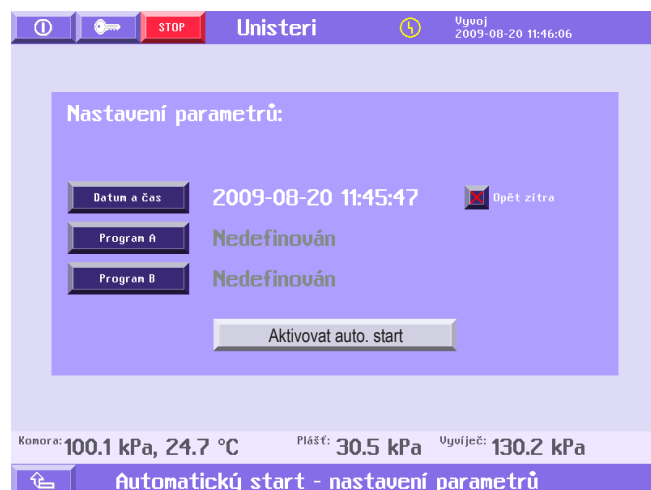 STOP Unisteri Vyvoj
2009-08-20 11:46:06
Nastavení parametrů:
Datum a čas 2009-08-20 11:45:47 Opět zítra
Program A Nedefinován
Program B Nedefinován
Aktivovat auto. start
Komora: 100.1 kPa, 24.7 °C Plášť: 30.5 kPa Vyvíječ: 130.2 kPa
Automatický start - nastavení parametrů